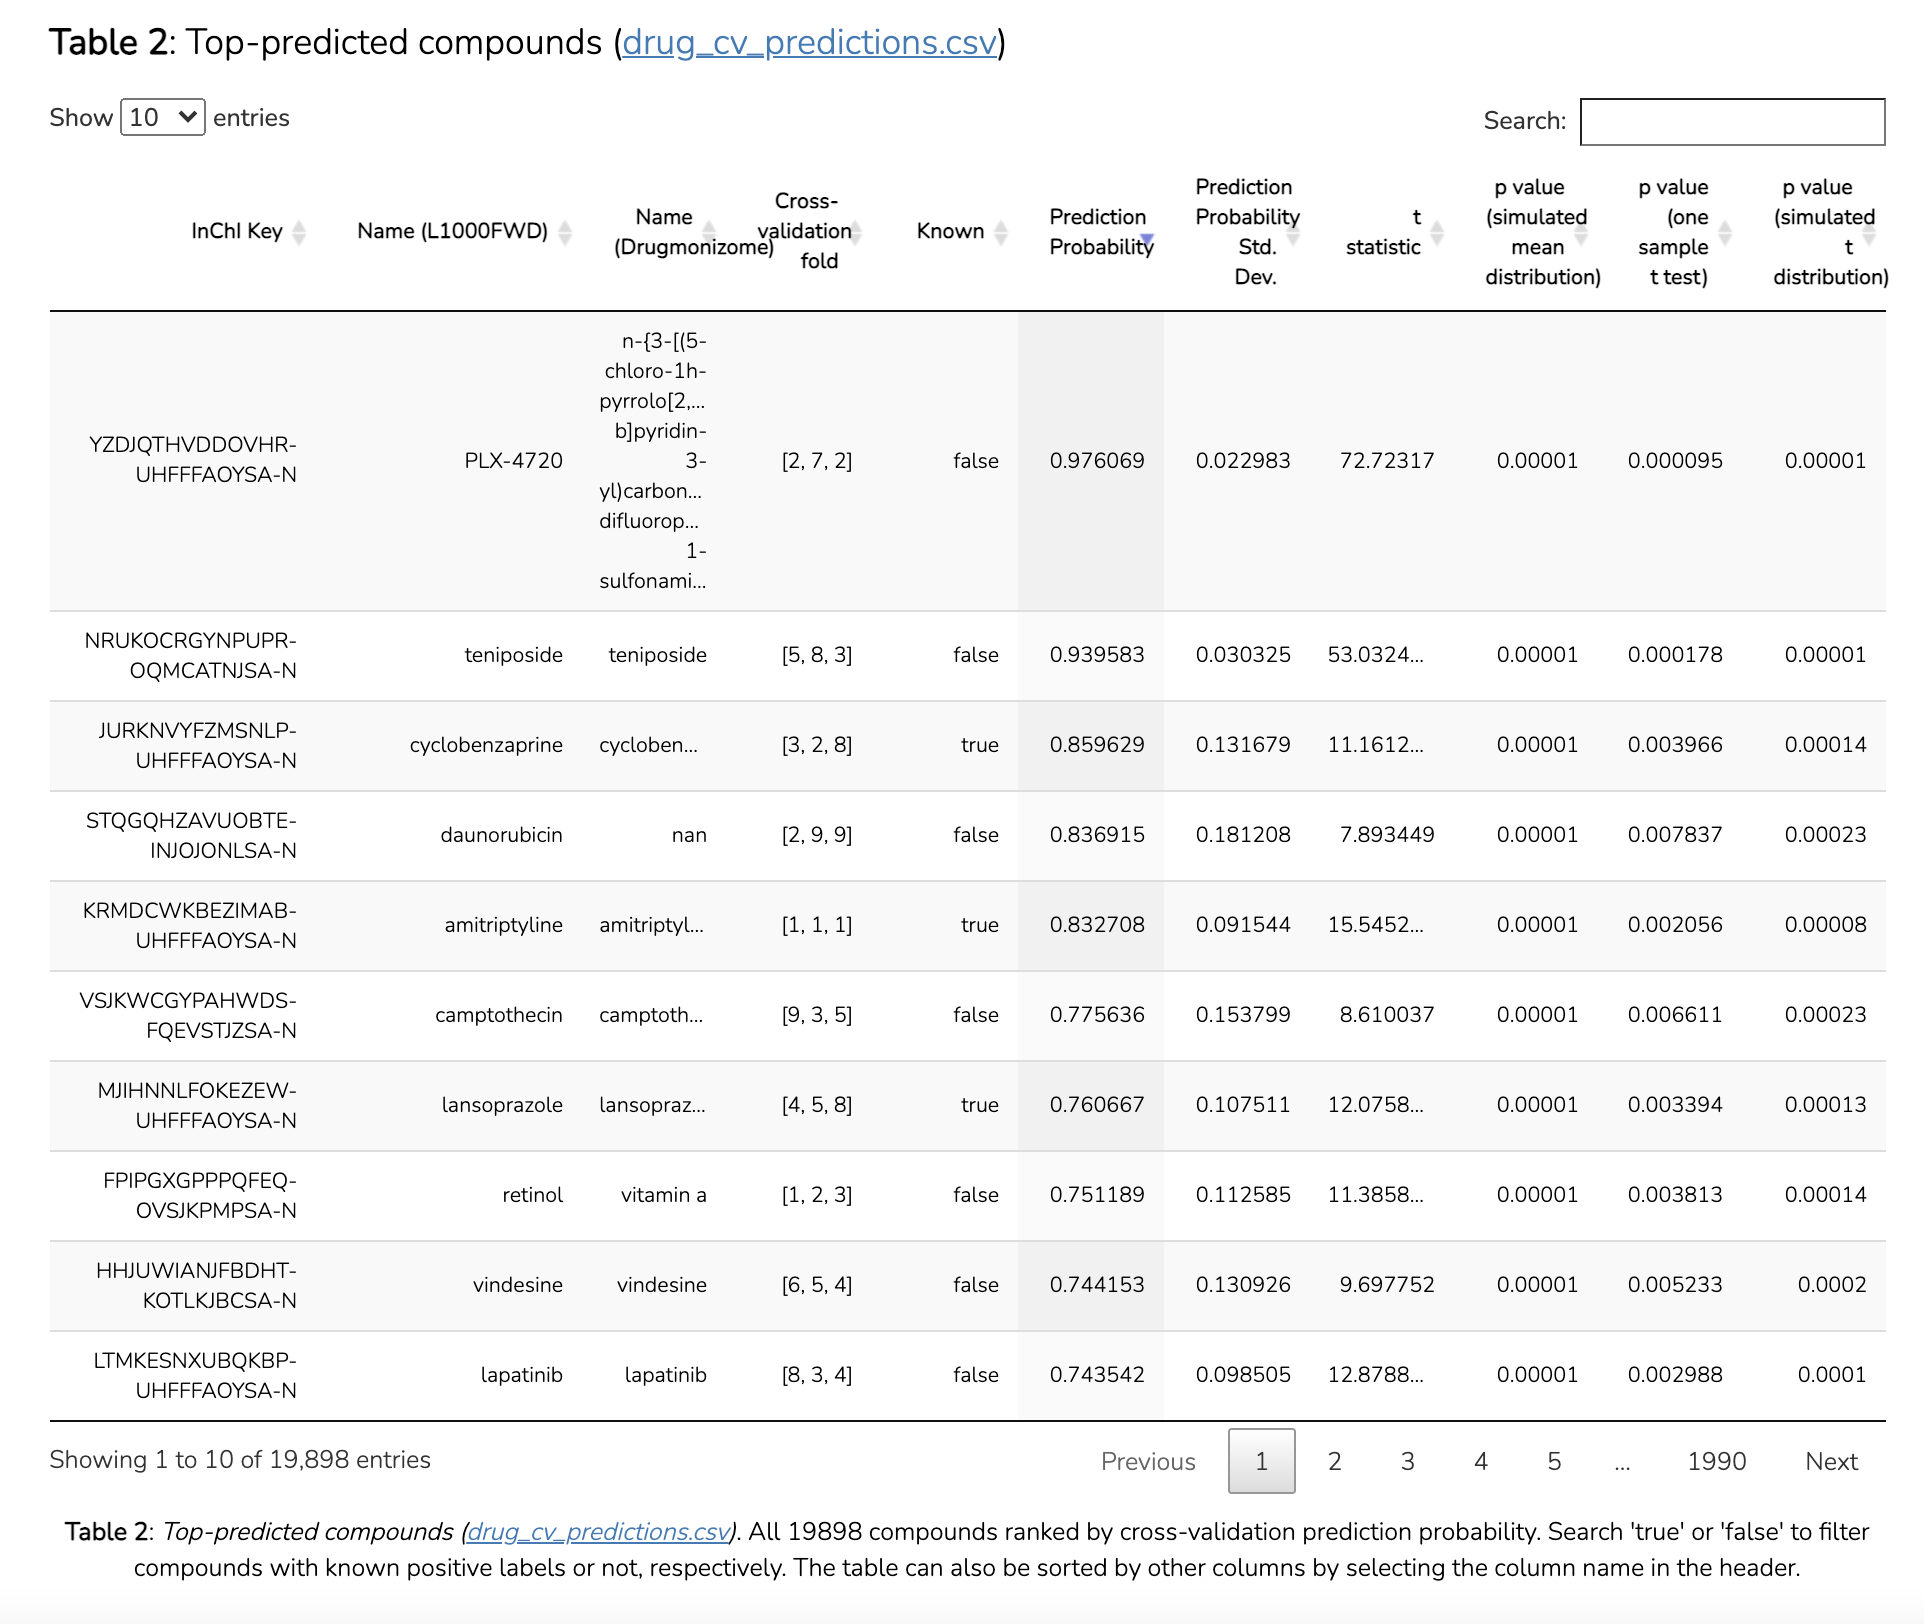 Table 2: Top-predicted compounds (drug_cv_predictions.csv)
Show 10 entries
Search:
InChI Key Name (L1000FWD) Name (Drugmonizome) Cross-validation fold Known Prediction Probability Prediction Probability Std. Dev. t statistic p value (simulated mean distribution) p value (one sample t test) p value (simulated t distribution)
YZDJQTHVDDOVHR-UHFFFAOYSA-N PLX-4720 n-{3-[(5-chloro-1h-pyrrolo[2,... b]pyridin-3-yl)carbon... difluorop... 1-sulfonami... [2, 7, 2] false 0.976069 0.022983 72.72317 0.00001 0.000095 0.00001
NRUKOCRGYNPUPR-OQMCATNJSA-N teniposide teniposide [5, 8, 3] false 0.939583 0.030325 53.0324... 0.00001 0.000178 0.00001
JURKNVYFZMSNLP-UHFFFAOYSA-N cyclobenzaprine cycloben... [3, 2, 8] true 0.859629 0.131679 11.1612... 0.00001 0.003966 0.00014
STQGQHZAVUOBTE-INJOJONLSA-N daunorubicin nan [2, 9, 9] false 0.836915 0.181208 7.893449 0.00001 0.007837 0.00023
KRMDCWKBEZIMAB-UHFFFAOYSA-N amitriptyline amitriptyl... [1, 1, 1] true 0.832708 0.091544 15.5452... 0.00001 0.002056 0.00008
VSJKWCGYPAHWDS-FQEVSTJZSA-N camptothecin camptoth... [9, 3, 5] false 0.775636 0.153799 8.610037 0.00001 0.006611 0.00023
MJIHNNLFOKEZEW-UHFFFAOYSA-N lansoprazole lansopraz... [4, 5, 8] true 0.760667 0.107511 12.0758... 0.00001 0.003394 0.00013
FPIPGXGPPPQFEQ-OVSJKPMPSA-N retinol vitamin a [1, 2, 3] false 0.751189 0.112585 11.3858... 0.00001 0.003813 0.00014
HHJUWIANJFBDHT-KOTLKJBCSA-N vindesine vindesine [6, 5, 4] false 0.744153 0.130926 9.697752 0.00001 0.005233 0.0002
LTMKESNXUBQKBP-UHFFFAOYSA-N lapatinib lapatinib [8, 3, 4] false 0.743542 0.098505 12.8788... 0.00001 0.002988 0.0001
Showing 1 to 10 of 19,898 entries
Previous 1 2 3 4 5 ... 1990 Next
Table 2: Top-predicted compounds (drug_cv_predictions.csv). All 19898 compounds ranked by cross-validation prediction probability. Search 'true' or 'false' to filter
compounds with known positive labels or not, respectively. The table can also be sorted by other columns by selecting the column name in the header.